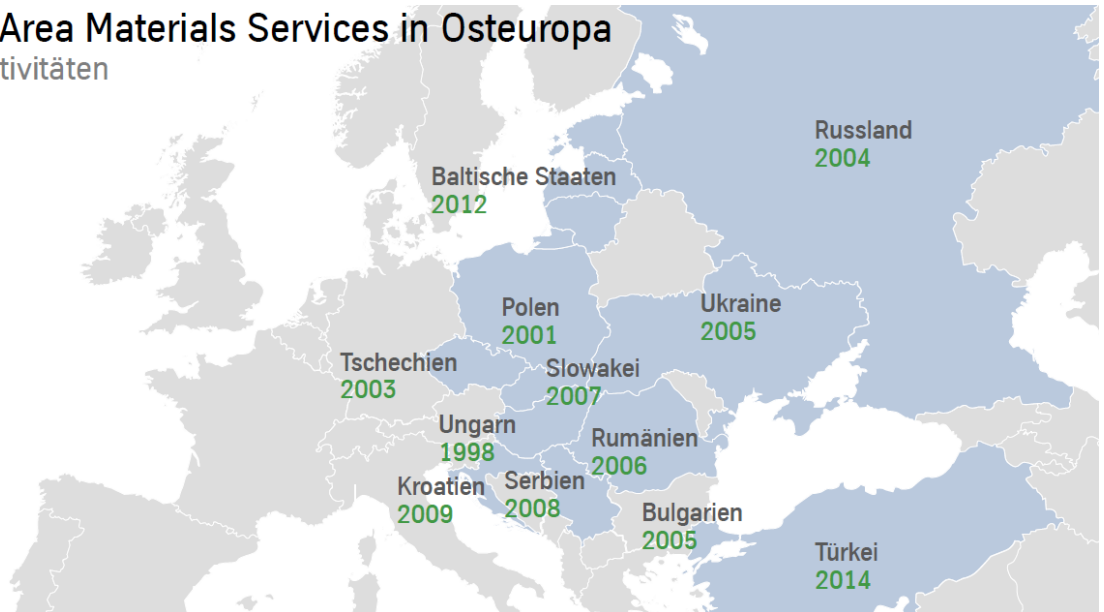 Area Materials Services in Osteuropa
tivitäten
Russland
2004
Baltische Staaten
2012
Polen
2001
Ukraine
2005
Tschechien
2003
Slowakei
2007
Ungarn
1998
Rumänien
2006
Kroatien
2009
Serbien
2008
Bulgarien
2005
Türkei
2014